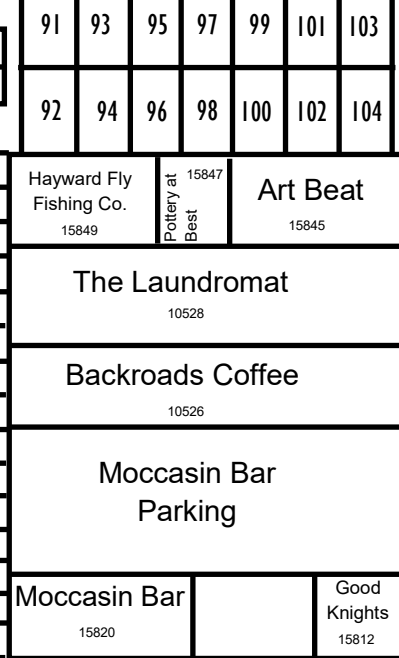 91 93 95 97 99 101 103
92 94 96 98 100 102 104
Hayward Fly
Fishing Co.
15849
Pottery at
Best
15847
Art Beat
15845
The Laundromat
10528
Backroads Coffee
10526
Moccasin Bar
Parking
Moccasin Bar
15820
Good
Knights
15812